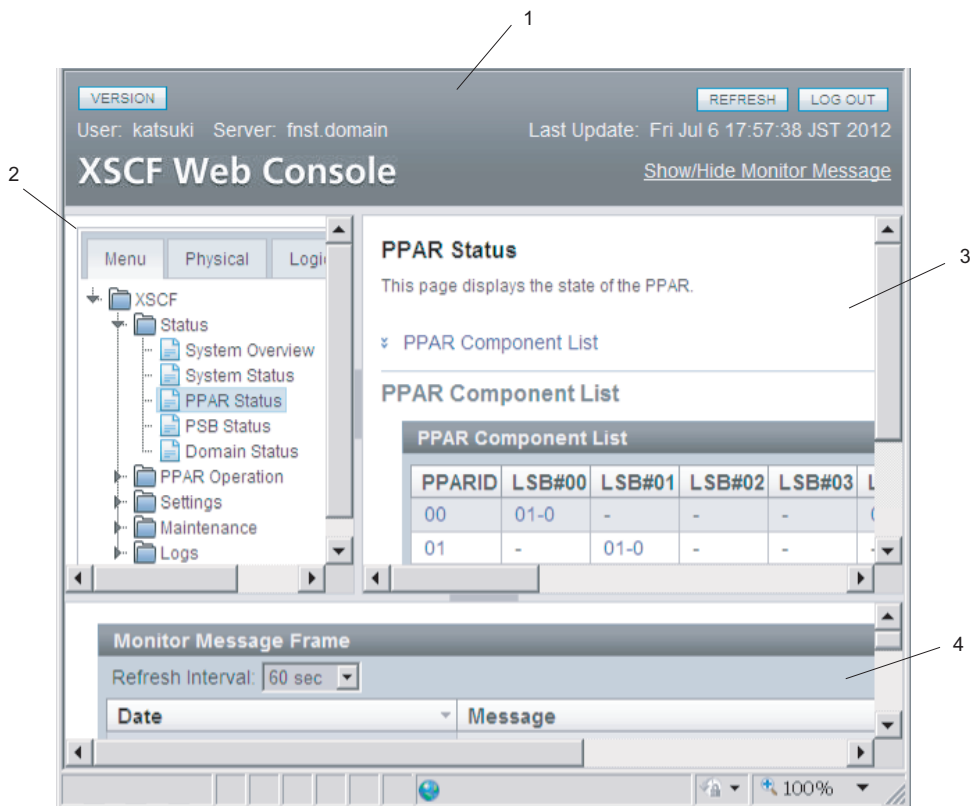 1
VERSION
REFRESH LOG OUT
User: katsuki Server: fnst.domain
Last Update: Fri Jul 6 17:57:38 JST 2012
XSCF Web Console
Show/Hide Monitor Message
2
Menu Physical Logi
XSCF
Status
System Overview
System Status
PPAR Status
PSB Status
Domain Status
PPAR Operation
Settings
Maintenance
Logs
3
PPAR Status
This page displays the state of the PPAR.
PPAR Component List
PPAR Component List
PPAR Component List
PPARID LSB#00 LSB#01 LSB#02 LSB#03 L
00 01-0 - - - 0
01 - 01-0 - - -
4
Monitor Message Frame
Refresh Interval: 60 sec
Date Message
100%